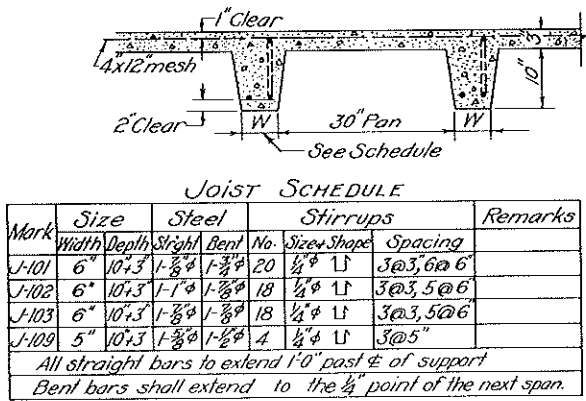 1" Clear
4"x12" mesh
3"
10"
2" Clear
W
30" Pan
W
See Schedule
JOIST SCHEDULE
Mark Size Steel Stirrups Remarks
Width Depth Str'ght Bent No. Size & Shape Spacing
J-101 6" 10"+3" 1-7/8"φ 1-3/4"φ 20 1/4"φ 3@3", 6@6"
J-102 6" 10"+3" 1-1"φ 1-7/8"φ 18 1/4"φ 3@3, 5@6"
J-103 6" 10"+3" 1-7/8"φ 1-7/8"φ 18 1/4"φ 3@3, 5@6"
J-109 5" 10"+3 1-5/8"φ 1-1/2"φ 4 1/4"φ 3@5"
All straight bars to extend 1'-0" past ℄ of support
Bent bars shall extend to the 1/4" point of the next span.